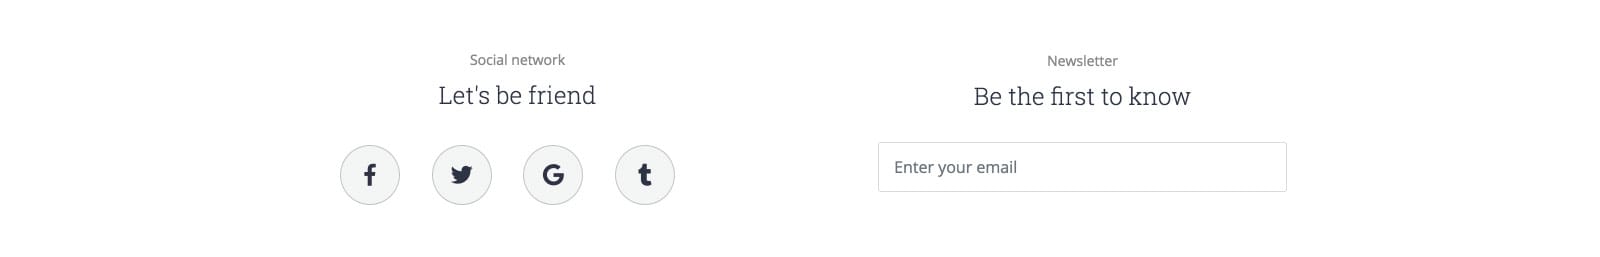 Social network
Let's be friend
Newsletter
Be the first to know
Enter your email